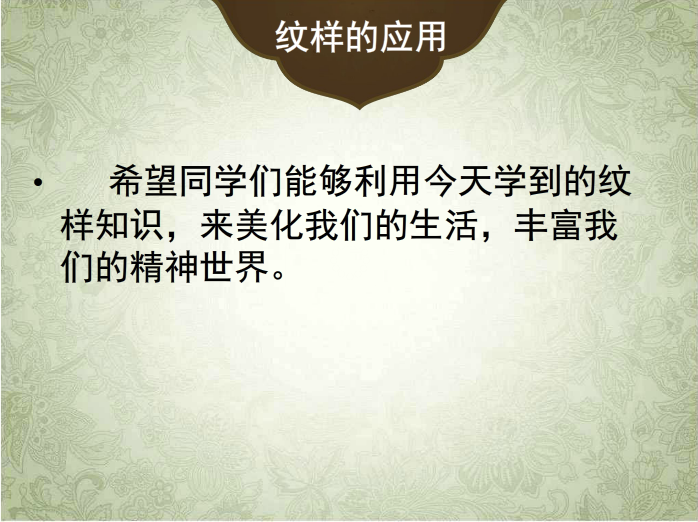 纹样的应用
• 希望同学们能够利用今天学到的纹
样知识，来美化我们的生活，丰富我
们的精神世界。